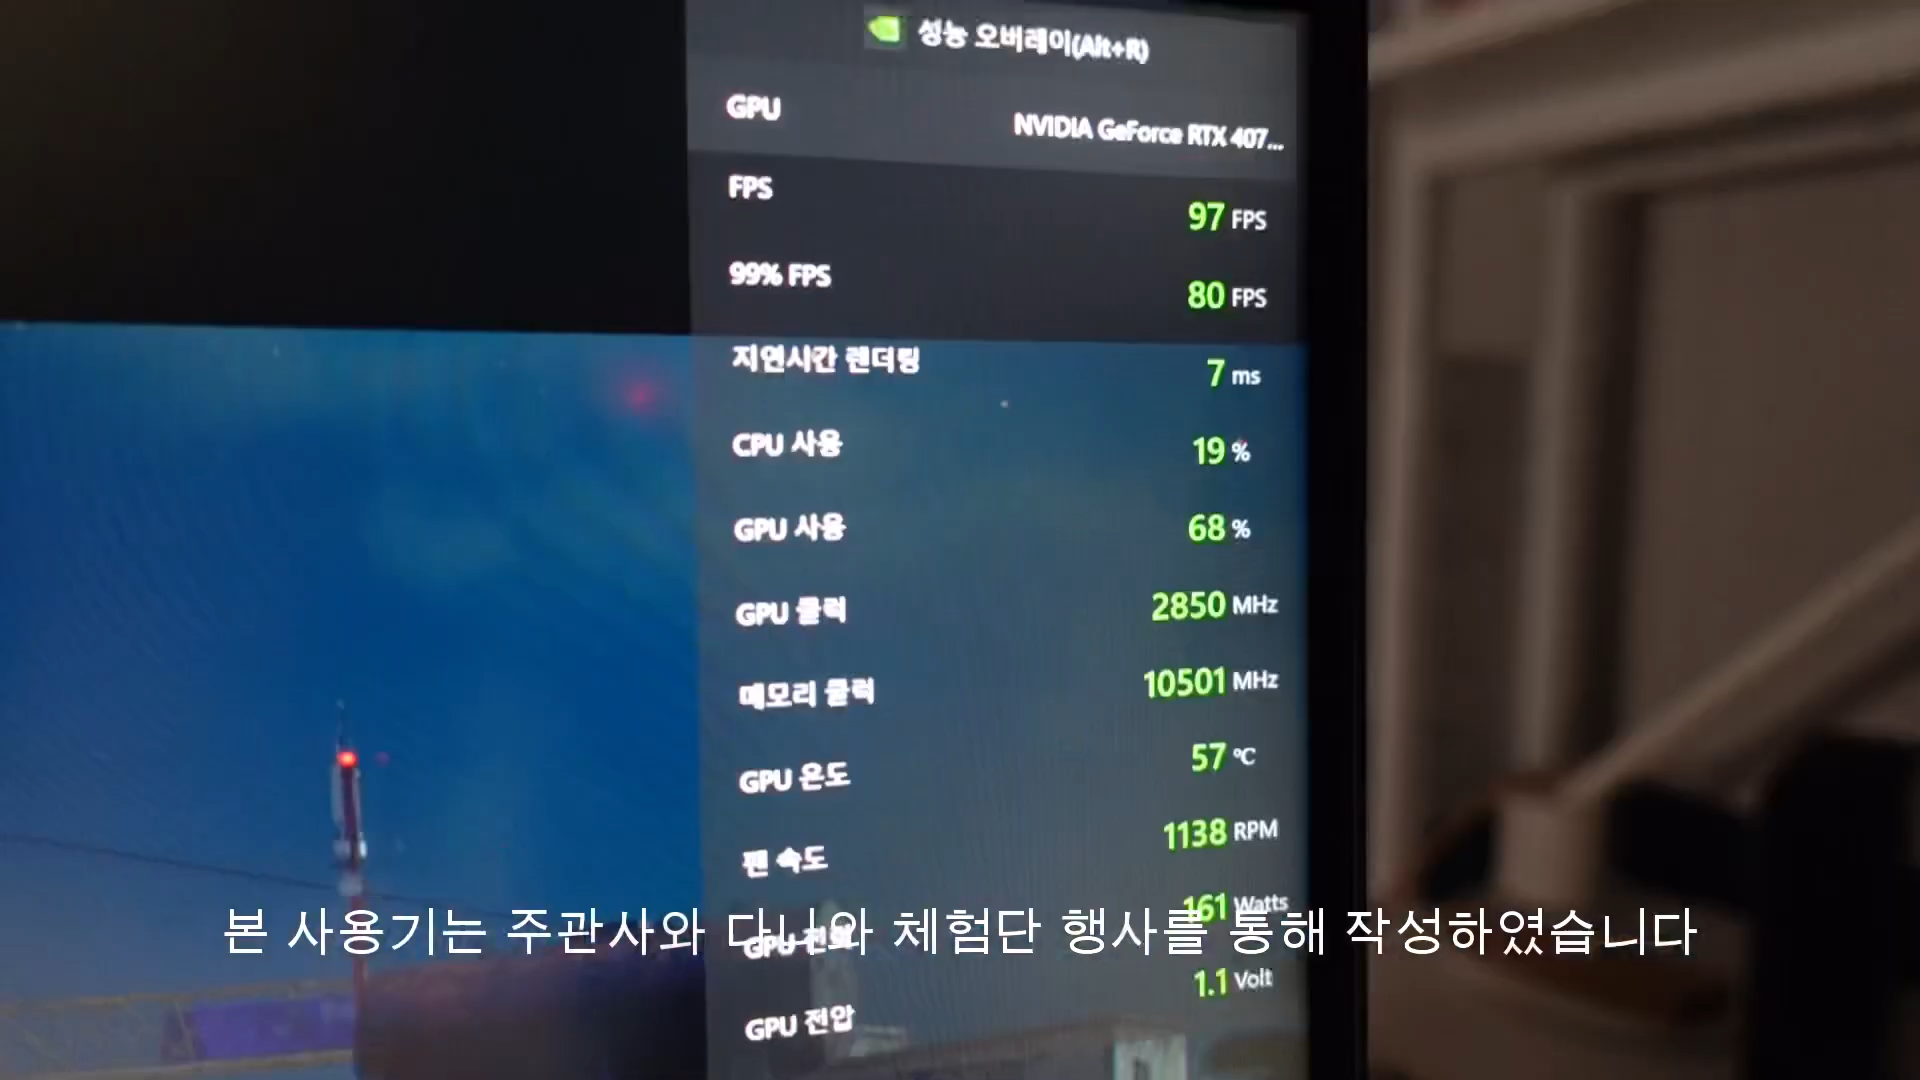 성능 오버레이(Alt+R)
GPU NVIDIA GeForce RTX 407...
FPS 97 FPS
99% FPS 80 FPS
지연시간 렌더링 7 ms
CPU 사용 19 %
GPU 사용 68 %
GPU 클럭 2850 MHz
메모리 클럭 10501 MHz
GPU 온도 57 ℃
팬 속도 1138 RPM
GPU 전원 161 Watts
본 사용기는 주관사와 다나와 체험단 행사를 통해 작성하였습니다
GPU 전압 1.1 Volt